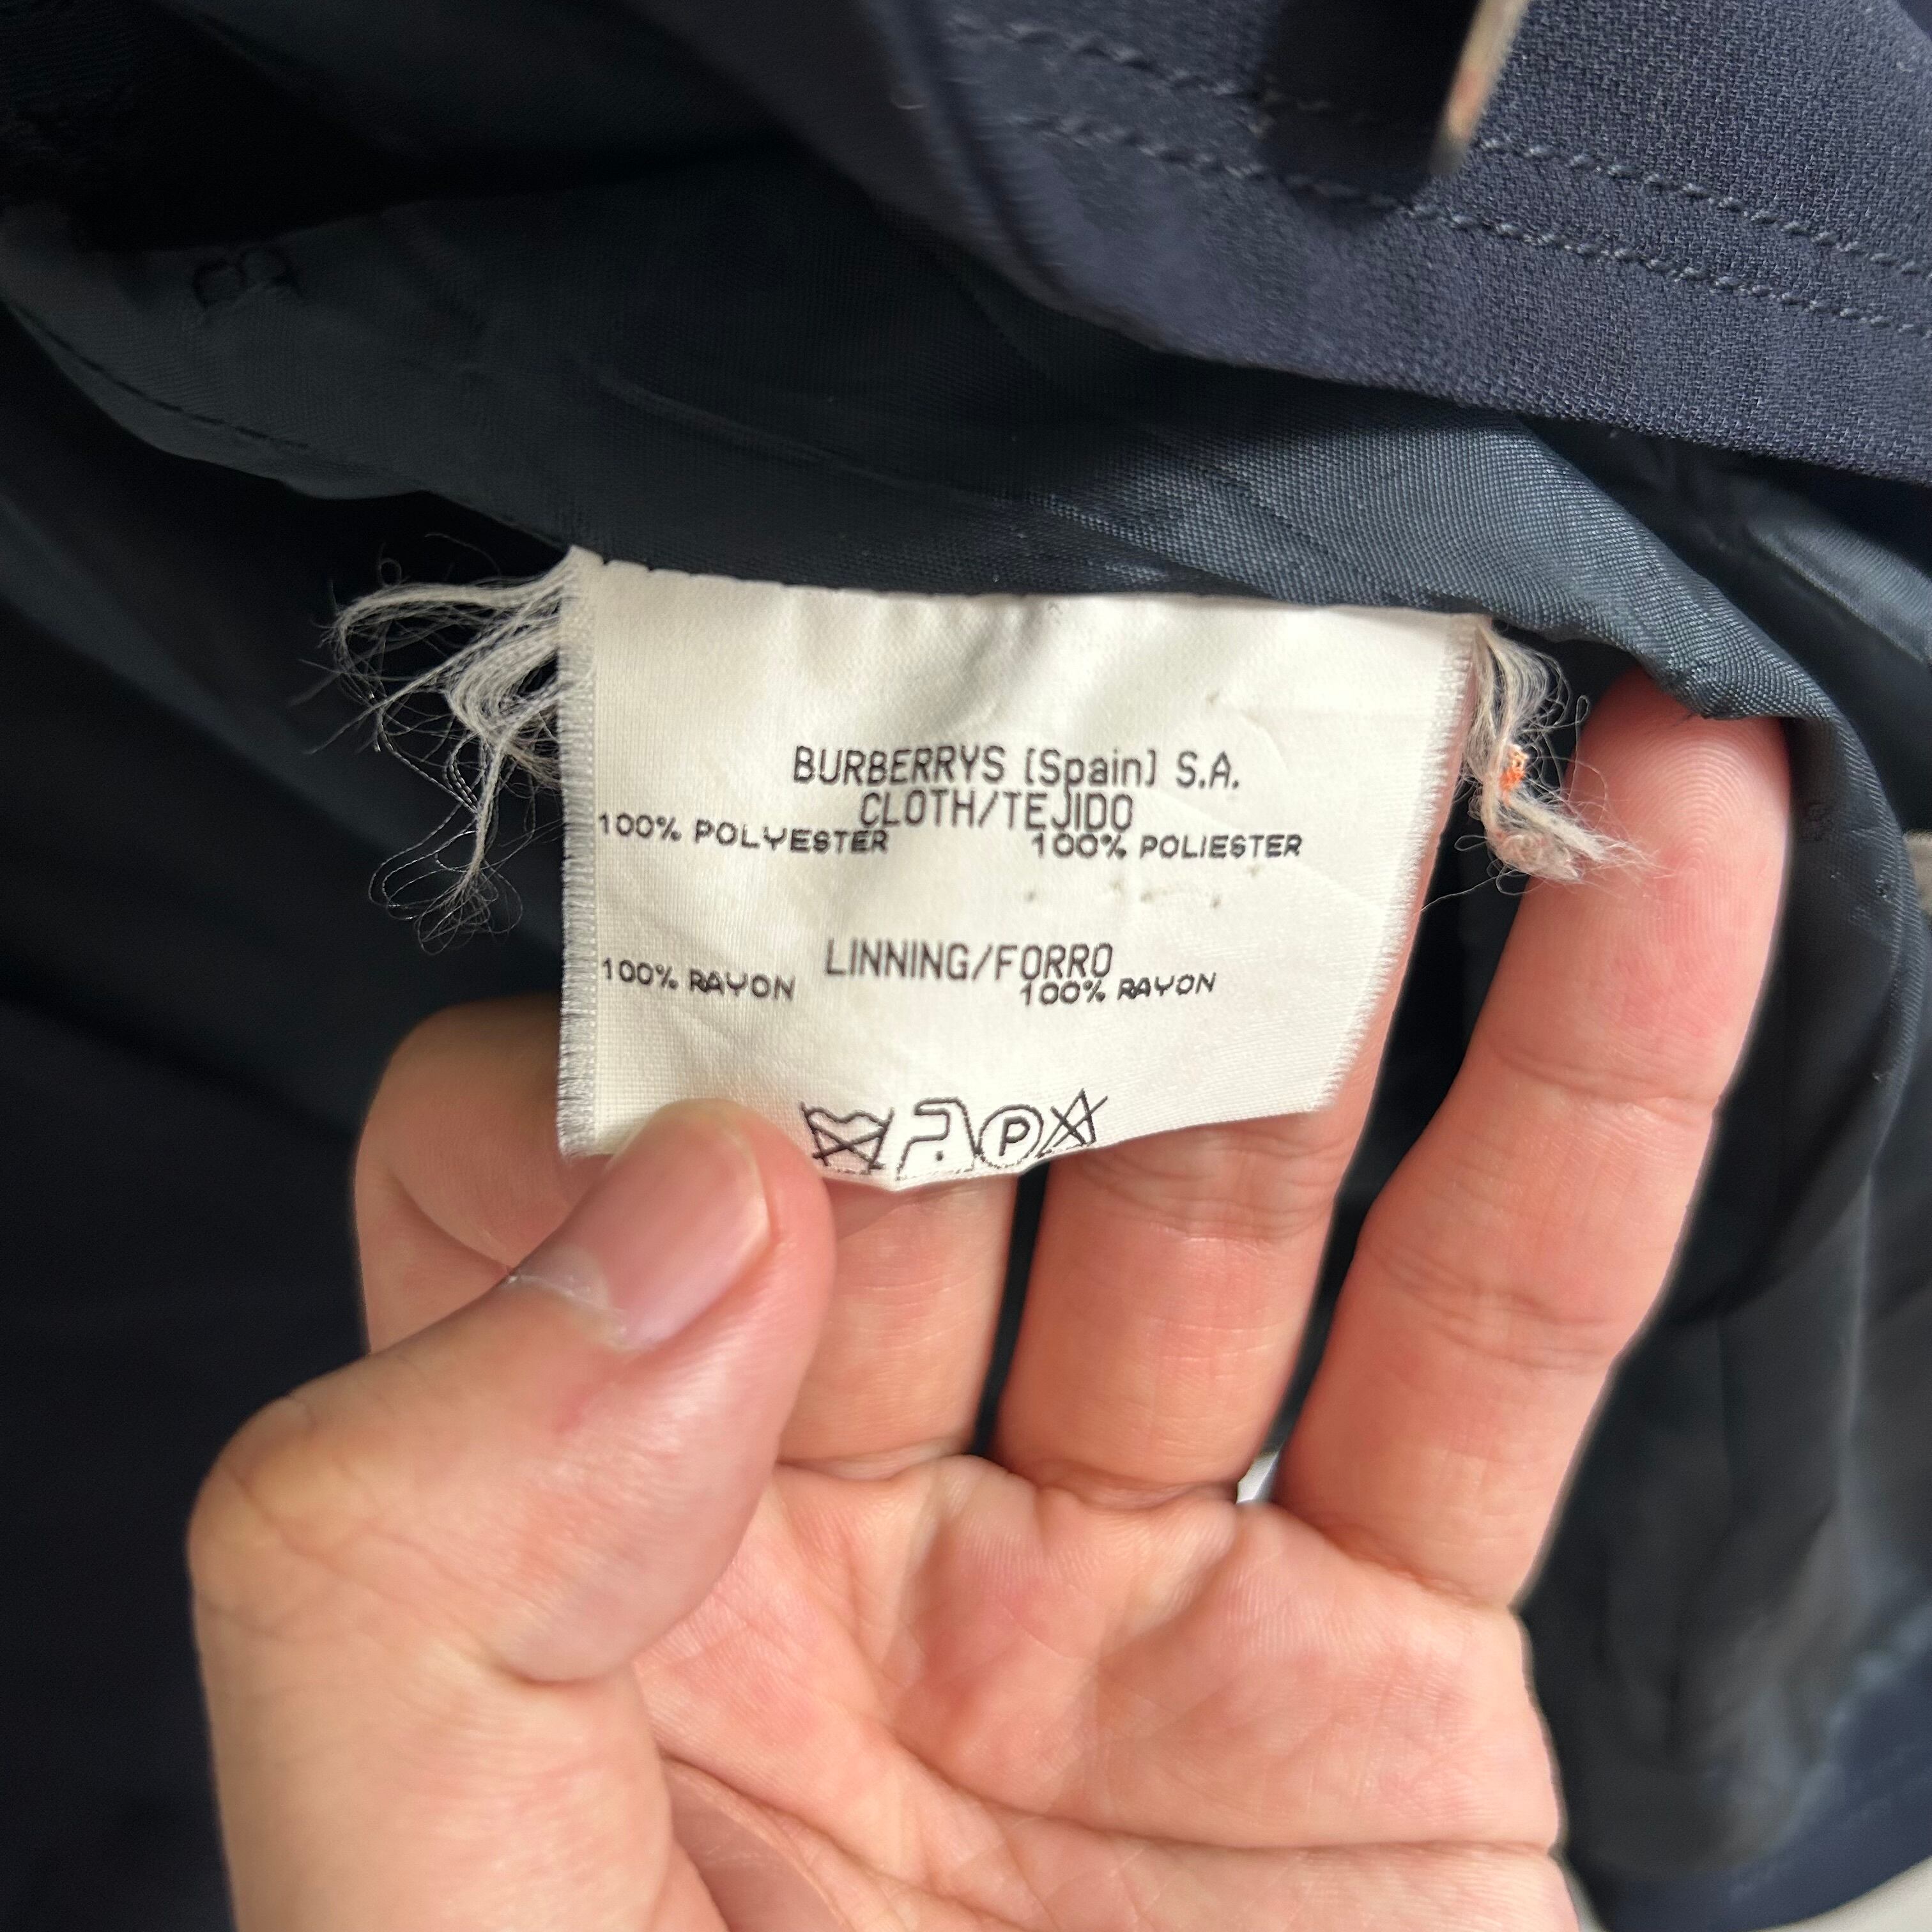 BURBERRYS [Spain] S.A.
CLOTH/TEJIDO
100% POLYESTER 100% POLIESTER
LINNING/FORRO
100% RAYON 100% RAYON
P